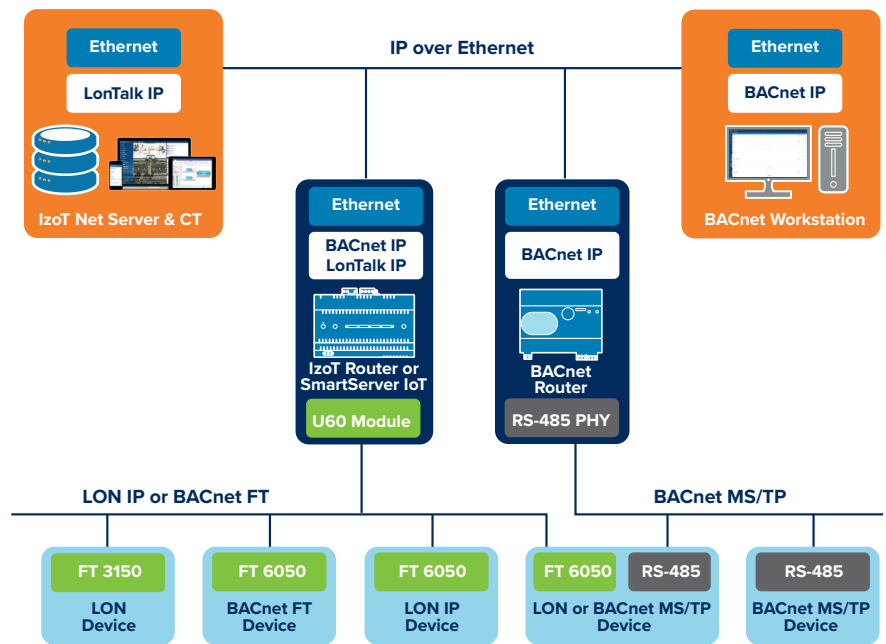 Ethernet
LonTalk IP
IzoT Net Server & CT
IP over Ethernet
Ethernet
BACnet IP
BACnet Workstation
Ethernet
BACnet IP
LonTalk IP
IzoT Router or
SmartServer IoT
U60 Module
Ethernet
BACnet IP
BACnet
Router
RS-485 PHY
LON IP or BACnet FT
BACnet MS/TP
FT 3150
LON
Device
FT 6050
BACnet FT
Device
FT 6050
LON IP
Device
FT 6050
RS-485
LON or BACnet MS/TP
Device
RS-485
BACnet MS/TP
Device